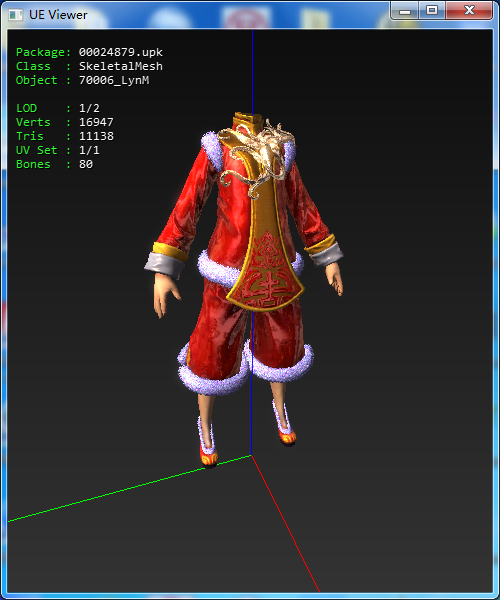 UE Viewer
Package: 00024879.upk
Class : SkeletalMesh
Object : 70006_LynM
LOD : 1/2
Verts : 16947
Tris : 11138
UV Set : 1/1
Bones : 80